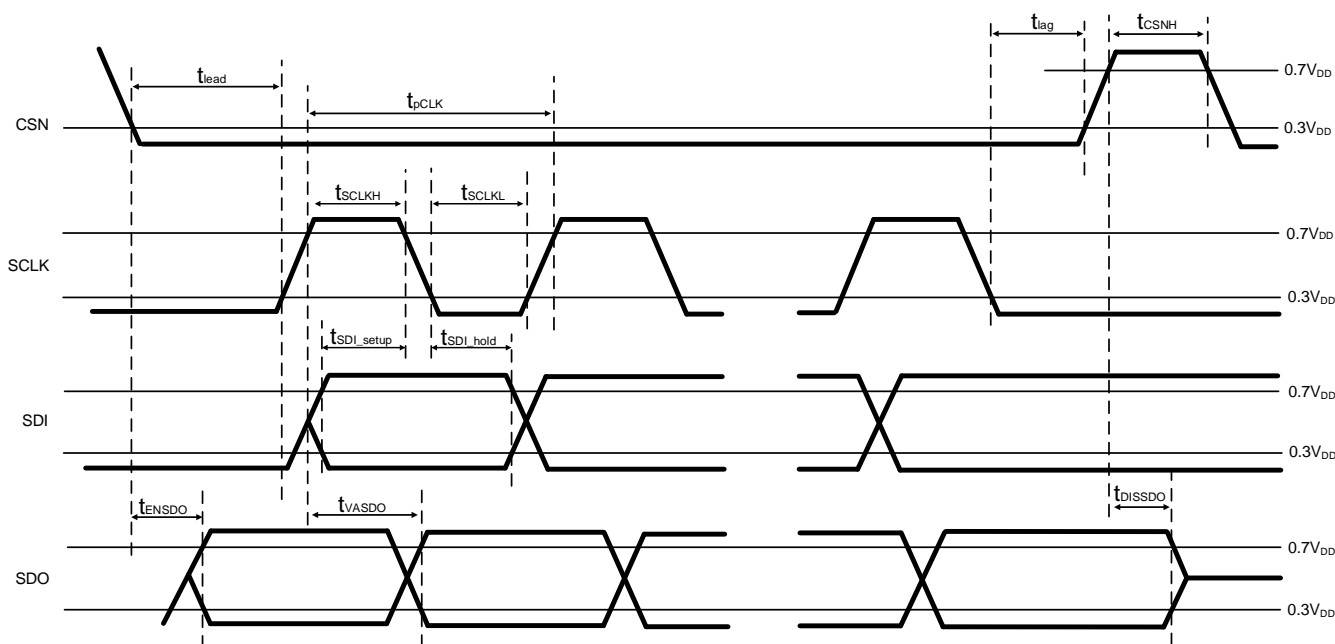 tlag
tCSNH
tlead
0.7VDD
tpCLK
CSN
0.3VDD
tSCLKH
tSCLKL
0.7VDD
SCLK
0.3VDD
tSDI_setup
tSDI_hold
0.7VDD
SDI
0.3VDD
tENSDO
tVASDO
tDISSDO
0.7VDD
SDO
0.3VDD